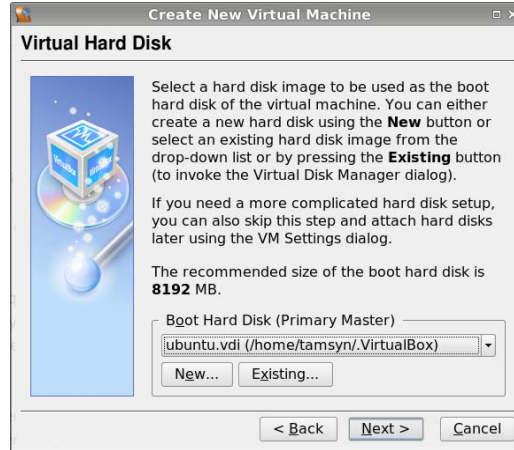 Create New Virtual Machine
Virtual Hard Disk
Select a hard disk image to be used as the boot
hard disk of the virtual machine. You can either
create a new hard disk using the New button or
select an existing hard disk image from the
drop-down list or by pressing the Existing button
(to invoke the Virtual Disk Manager dialog).
If you need a more complicated hard disk setup,
you can also skip this step and attach hard disks
later using the VM Settings dialog.
The recommended size of the boot hard disk is
8192 MB.
Boot Hard Disk (Primary Master)
ubuntu.vdi (/home/tamsyn/.VirtualBox)
New... Existing...
< Back Next > Cancel